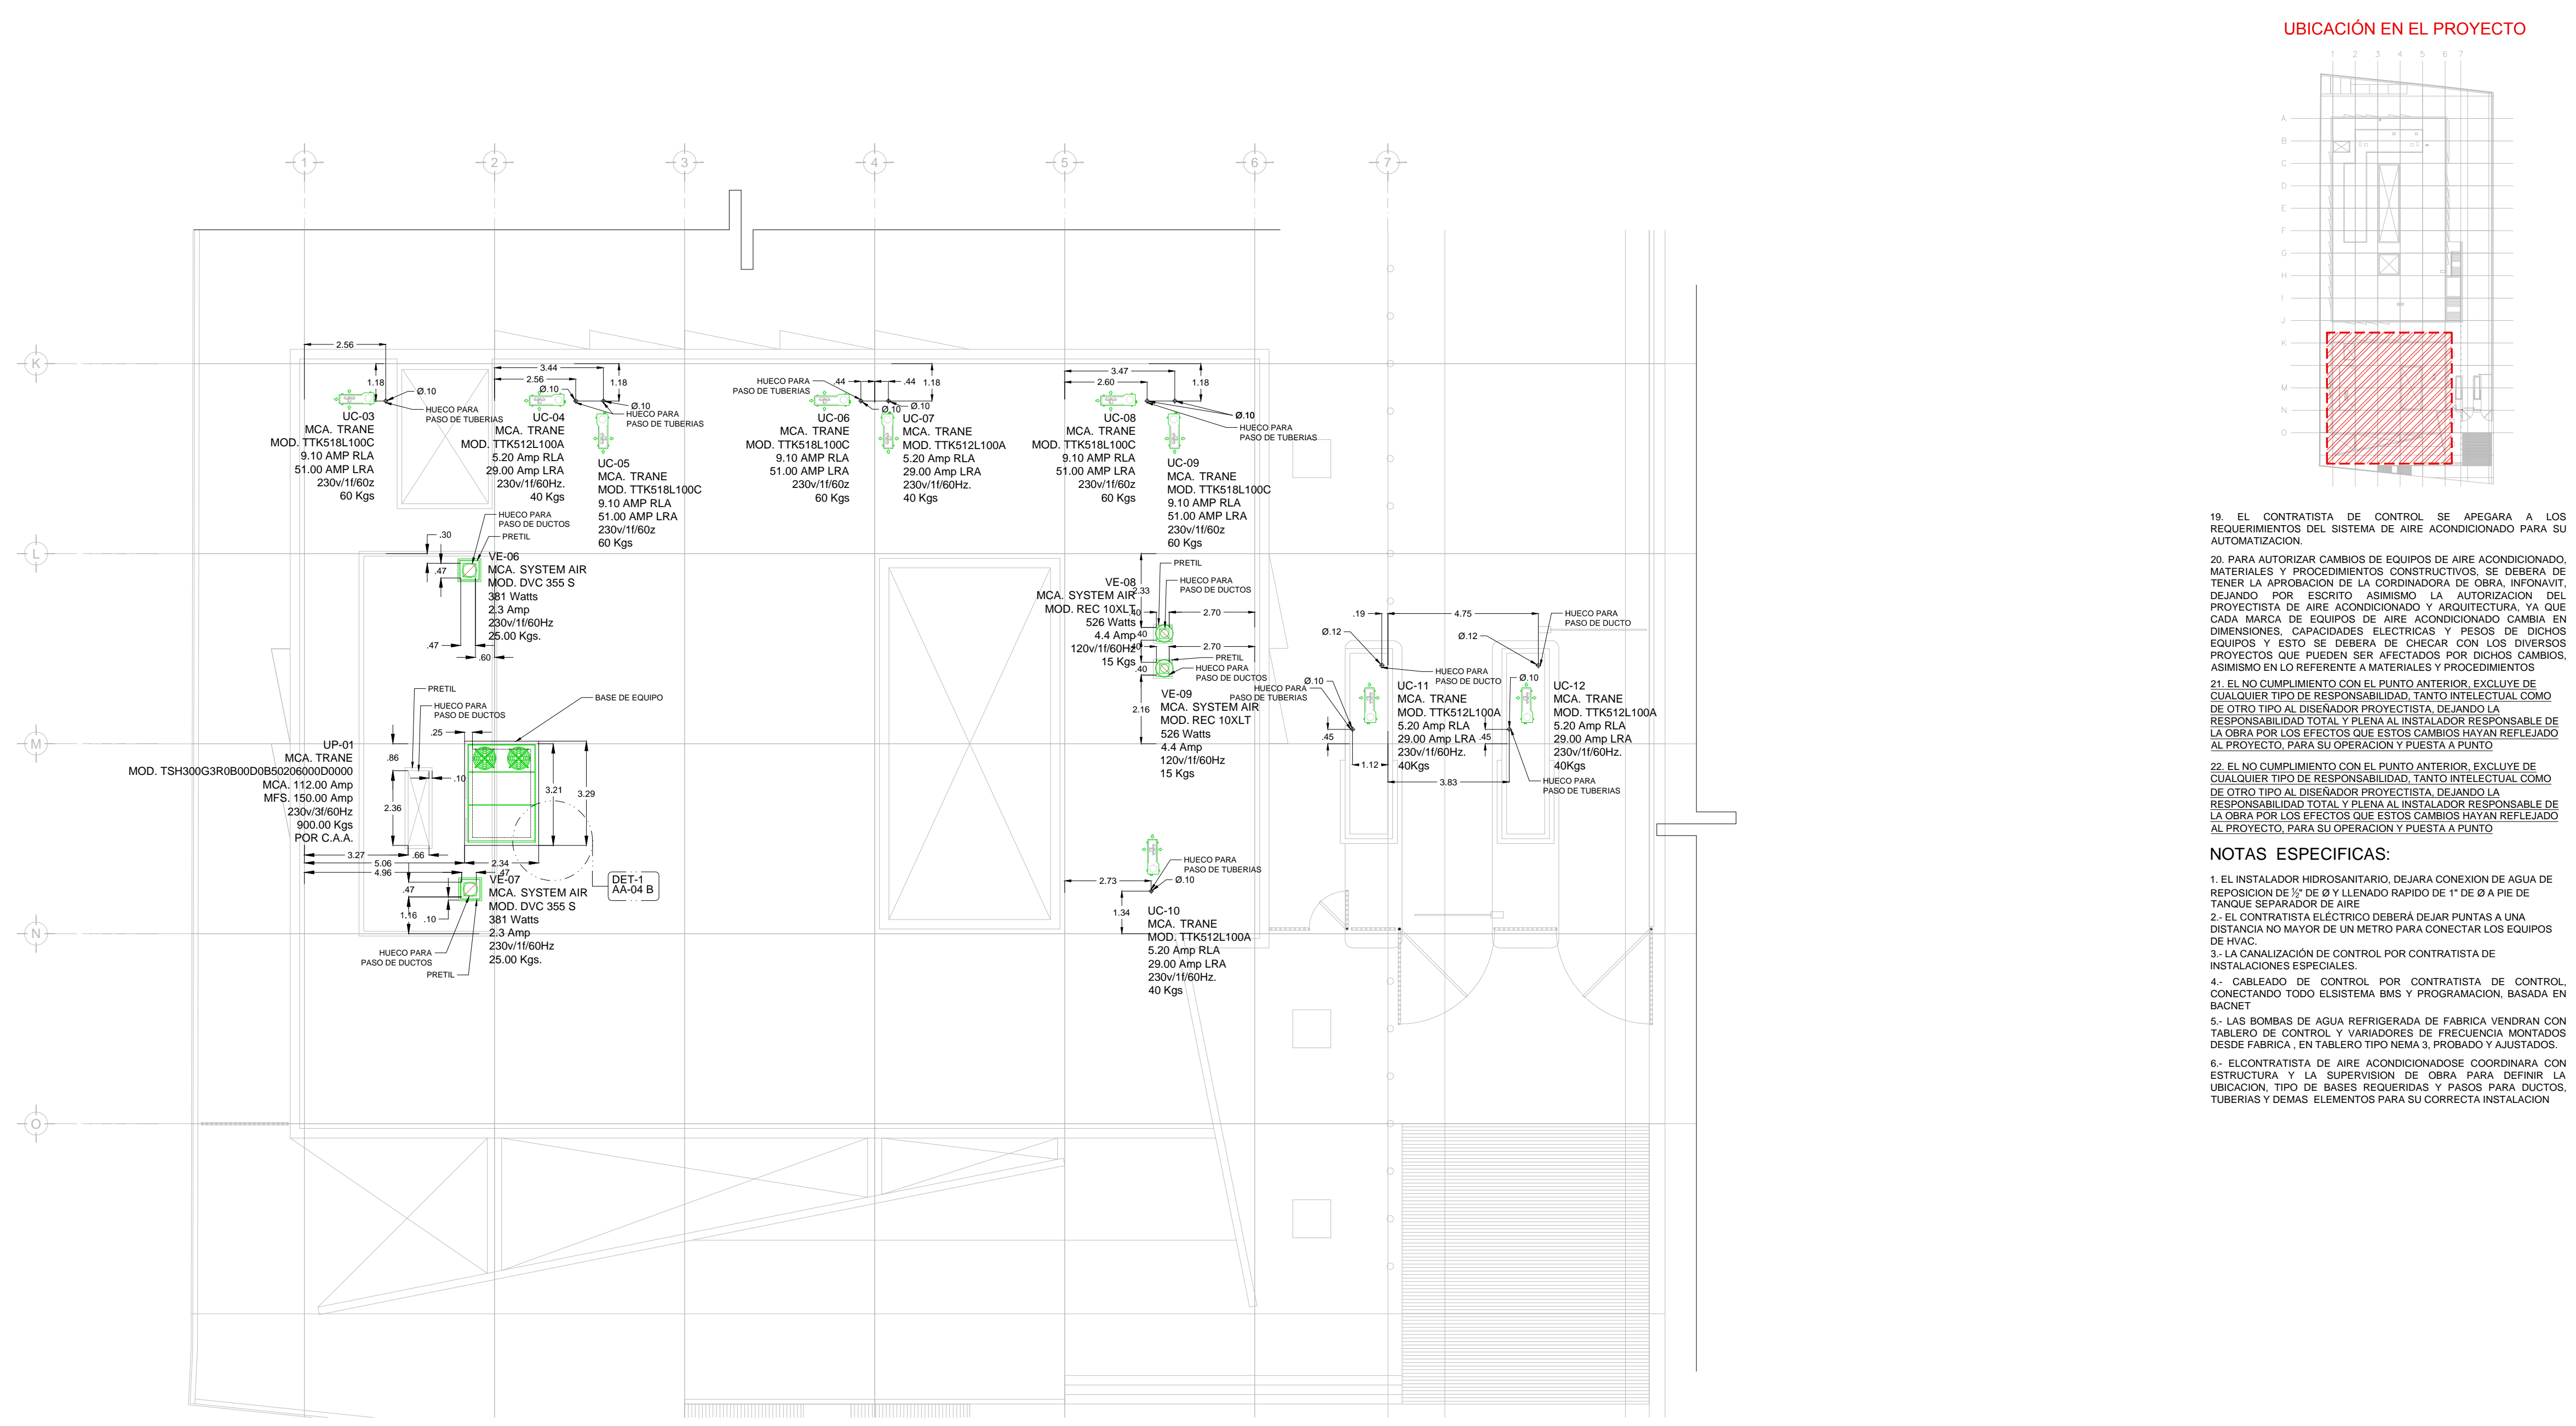 UBICACIÓN EN EL PROYECTO
1 2 3 4 5 6 7
A
B
C
D
E
F
G
H
I
J
K
M
N
O
1 2 3 4 5 6 7
K
L
M
N
O
2.56
1.18
Ø.10
HUECO PARA
PASO DE TUBERIAS
UC-03
MCA. TRANE
MOD. TTK518L100C
9.10 AMP RLA
51.00 AMP LRA
230v/1f/60z
60 Kgs
3.44
2.56
1.18
Ø.10
Ø.10
HUECO PARA
PASO DE TUBERIAS
UC-04
MCA. TRANE
MOD. TTK512L100A
5.20 Amp RLA
29.00 Amp LRA
230v/1f/60Hz.
40 Kgs
UC-05
MCA. TRANE
MOD. TTK518L100C
9.10 AMP RLA
51.00 AMP LRA
230v/1f/60z
60 Kgs
HUECO PARA
PASO DE TUBERIAS
.44
.44
1.18
Ø.10
Ø.10
UC-06
MCA. TRANE
MOD. TTK518L100C
9.10 AMP RLA
51.00 AMP LRA
230v/1f/60z
60 Kgs
UC-07
MCA. TRANE
MOD. TTK512L100A
5.20 Amp RLA
29.00 Amp LRA
230v/1f/60Hz.
40 Kgs
3.47
2.60
1.18
Ø.10
HUECO PARA
PASO DE TUBERIAS
UC-08
MCA. TRANE
MOD. TTK518L100C
9.10 AMP RLA
51.00 AMP LRA
230v/1f/60z
60 Kgs
UC-09
MCA. TRANE
MOD. TTK518L100C
9.10 AMP RLA
51.00 AMP LRA
230v/1f/60z
60 Kgs
HUECO PARA
PASO DE DUCTOS
PRETIL
.30
.47
.47
.60
VE-06
MCA. SYSTEM AIR
MOD. DVC 355 S
381 Watts
2.3 Amp
230v/1f/60Hz
25.00 Kgs.
PRETIL
HUECO PARA
PASO DE DUCTOS
VE-08
MCA. SYSTEM AIR
MOD. REC 10XLT
526 Watts
4.4 Amp
120v/1f/60Hz
15 Kgs
2.33
.40
2.70
.40
.40
2.70
.40
2.16
PRETIL
HUECO PARA
PASO DE DUCTOS
VE-09
MCA. SYSTEM AIR
MOD. REC 10XLT
526 Watts
4.4 Amp
120v/1f/60Hz
15 Kgs
.19
4.75
HUECO PARA
PASO DE DUCTO
Ø.12
Ø.12
HUECO PARA
PASO DE DUCTO
Ø.10
HUECO PARA
PASO DE TUBERIAS
.45
1.12
UC-11
MCA. TRANE
MOD. TTK512L100A
5.20 Amp RLA
29.00 Amp LRA
230v/1f/60Hz.
40Kgs
Ø.10
.45
3.83
UC-12
MCA. TRANE
MOD. TTK512L100A
5.20 Amp RLA
29.00 Amp LRA
230v/1f/60Hz.
40Kgs
HUECO PARA
PASO DE TUBERIAS
PRETIL
HUECO PARA
PASO DE DUCTOS
BASE DE EQUIPO
.25
.86
.10
2.36
3.21
3.29
3.27
.66
5.06
2.34
4.96
.47
UP-01
MCA. TRANE
MOD. TSH300G3R0B00D0B50206000D0000
MCA. 112.00 Amp
MFS. 150.00 Amp
230v/3f/60Hz
900.00 Kgs
POR C.A.A.
DET-1
AA-04 B
.47
1.16
.10
VE-07
MCA. SYSTEM AIR
MOD. DVC 355 S
381 Watts
2.3 Amp
230v/1f/60Hz
25.00 Kgs.
HUECO PARA
PASO DE DUCTOS
PRETIL
HUECO PARA
PASO DE TUBERIAS
Ø.10
2.73
1.34
UC-10
MCA. TRANE
MOD. TTK512L100A
5.20 Amp RLA
29.00 Amp LRA
230v/1f/60Hz.
40 Kgs
19. EL CONTRATISTA DE CONTROL SE APEGARA A LOS
REQUERIMIENTOS DEL SISTEMA DE AIRE ACONDICIONADO PARA SU
AUTOMATIZACION.
20. PARA AUTORIZAR CAMBIOS DE EQUIPOS DE AIRE ACONDICIONADO,
MATERIALES Y PROCEDIMIENTOS CONSTRUCTIVOS, SE DEBERA DE
TENER LA APROBACION DE LA CORDINADORA DE OBRA, INFONAVIT,
DEJANDO POR ESCRITO ASIMISMO LA AUTORIZACION DEL
PROYECTISTA DE AIRE ACONDICIONADO Y ARQUITECTURA, YA QUE
CADA MARCA DE EQUIPOS DE AIRE ACONDICIONADO CAMBIA EN
DIMENSIONES, CAPACIDADES ELECTRICAS Y PESOS DE DICHOS
EQUIPOS Y ESTO SE DEBERA DE CHECAR CON LOS DIVERSOS
PROYECTOS QUE PUEDEN SER AFECTADOS POR DICHOS CAMBIOS,
ASIMISMO EN LO REFERENTE A MATERIALES Y PROCEDIMIENTOS
21. EL NO CUMPLIMIENTO CON EL PUNTO ANTERIOR, EXCLUYE DE
CUALQUIER TIPO DE RESPONSABILIDAD, TANTO INTELECTUAL COMO
DE OTRO TIPO AL DISEÑADOR PROYECTISTA, DEJANDO LA
RESPONSABILIDAD TOTAL Y PLENA AL INSTALADOR RESPONSABLE DE
LA OBRA POR LOS EFECTOS QUE ESTOS CAMBIOS HAYAN REFLEJADO
AL PROYECTO, PARA SU OPERACION Y PUESTA A PUNTO
22. EL NO CUMPLIMIENTO CON EL PUNTO ANTERIOR, EXCLUYE DE
CUALQUIER TIPO DE RESPONSABILIDAD, TANTO INTELECTUAL COMO
DE OTRO TIPO AL DISEÑADOR PROYECTISTA, DEJANDO LA
RESPONSABILIDAD TOTAL Y PLENA AL INSTALADOR RESPONSABLE DE
LA OBRA POR LOS EFECTOS QUE ESTOS CAMBIOS HAYAN REFLEJADO
AL PROYECTO, PARA SU OPERACION Y PUESTA A PUNTO
NOTAS ESPECIFICAS:
1. EL INSTALADOR HIDROSANITARIO, DEJARA CONEXION DE AGUA DE
REPOSICION DE ½" DE Ø Y LLENADO RAPIDO DE 1" DE Ø A PIE DE
TANQUE SEPARADOR DE AIRE
2.- EL CONTRATISTA ELÉCTRICO DEBERÁ DEJAR PUNTAS A UNA
DISTANCIA NO MAYOR DE UN METRO PARA CONECTAR LOS EQUIPOS
DE HVAC.
3.- LA CANALIZACIÓN DE CONTROL POR CONTRATISTA DE
INSTALACIONES ESPECIALES.
4.- CABLEADO DE CONTROL POR CONTRATISTA DE CONTROL,
CONECTANDO TODO ELSISTEMA BMS Y PROGRAMACION, BASADA EN
BACNET
5.- LAS BOMBAS DE AGUA REFRIGERADA DE FABRICA VENDRAN CON
TABLERO DE CONTROL Y VARIADORES DE FRECUENCIA MONTADOS
DESDE FABRICA , EN TABLERO TIPO NEMA 3, PROBADO Y AJUSTADOS.
6.- ELCONTRATISTA DE AIRE ACONDICIONADOSE COORDINARA CON
ESTRUCTURA Y LA SUPERVISION DE OBRA PARA DEFINIR LA
UBICACION, TIPO DE BASES REQUERIDAS Y PASOS PARA DUCTOS,
TUBERIAS Y DEMAS ELEMENTOS PARA SU CORRECTA INSTALACION